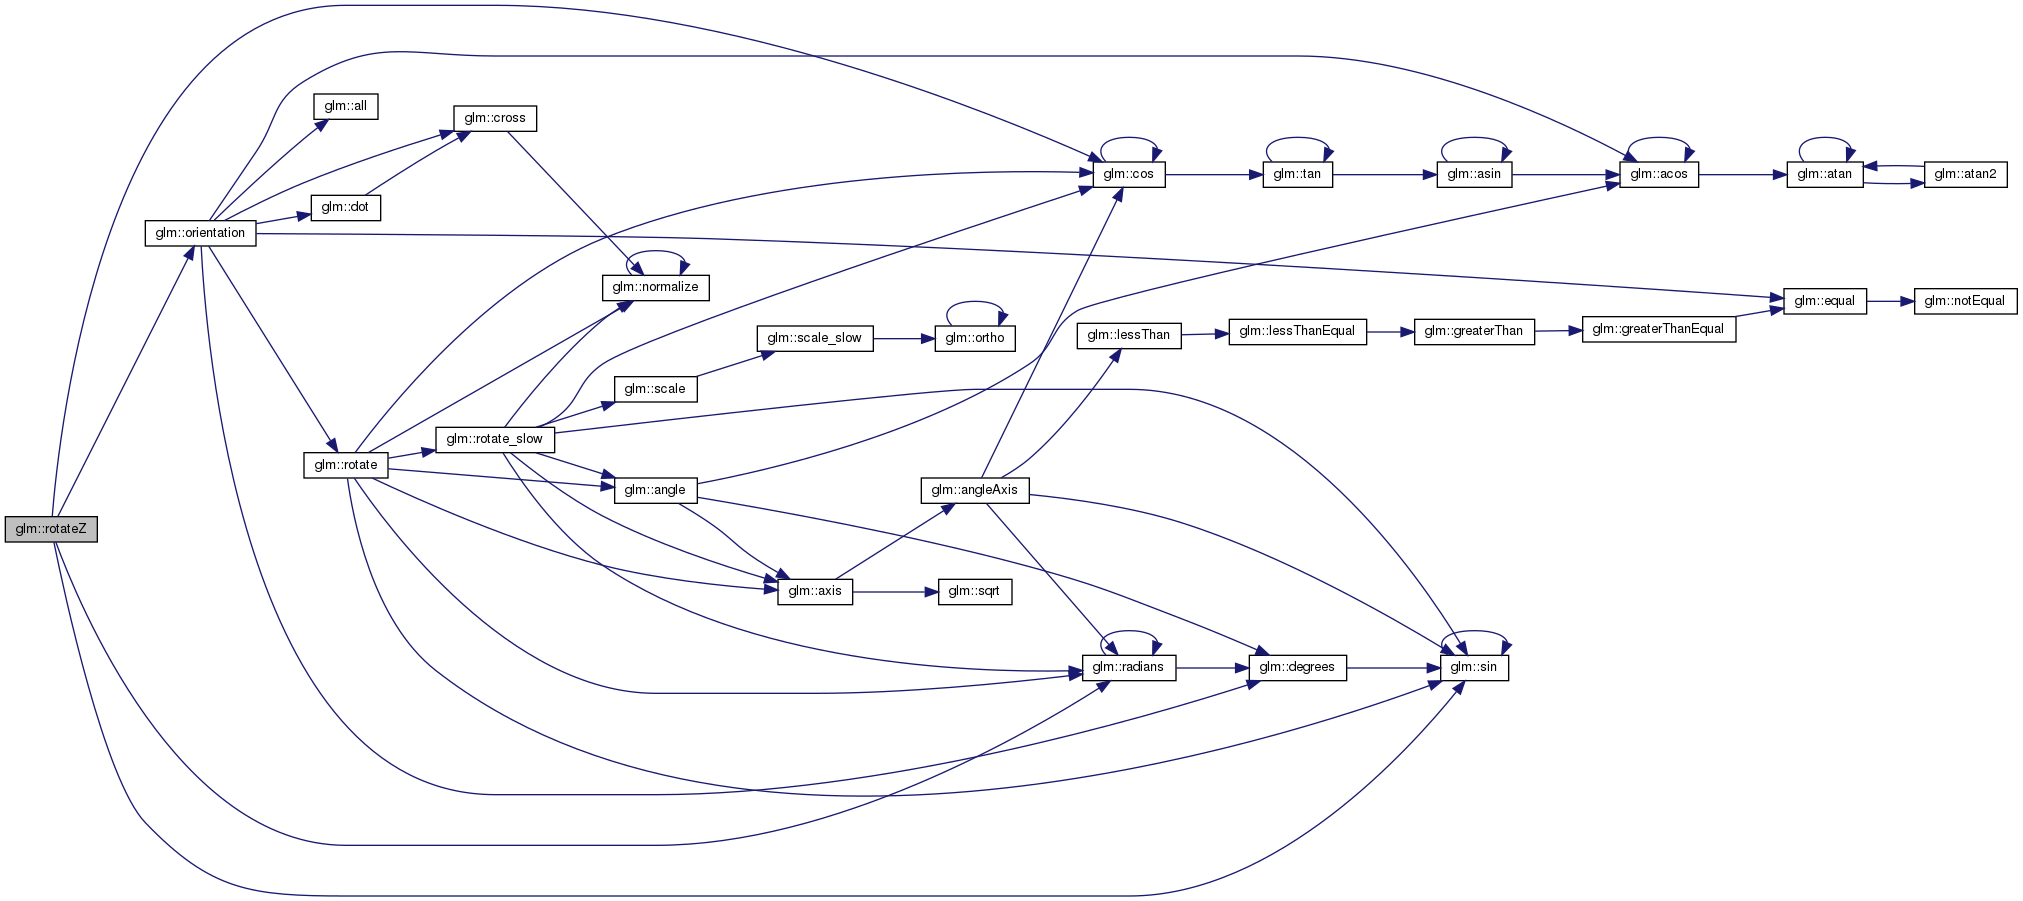 glm::rotateZ
glm::orientation
glm::all
glm::dot
glm::rotate
glm::cross
glm::rotate_slow
glm::normalize
glm::scale
glm::angle
glm::scale_slow
glm::axis
glm::ortho
glm::angleAxis
glm::sqrt
glm::cos
glm::lessThan
glm::radians
glm::tan
glm::lessThanEqual
glm::degrees
glm::asin
glm::greaterThan
glm::sin
glm::acos
glm::greaterThanEqual
glm::atan
glm::equal
glm::atan2
glm::notEqual